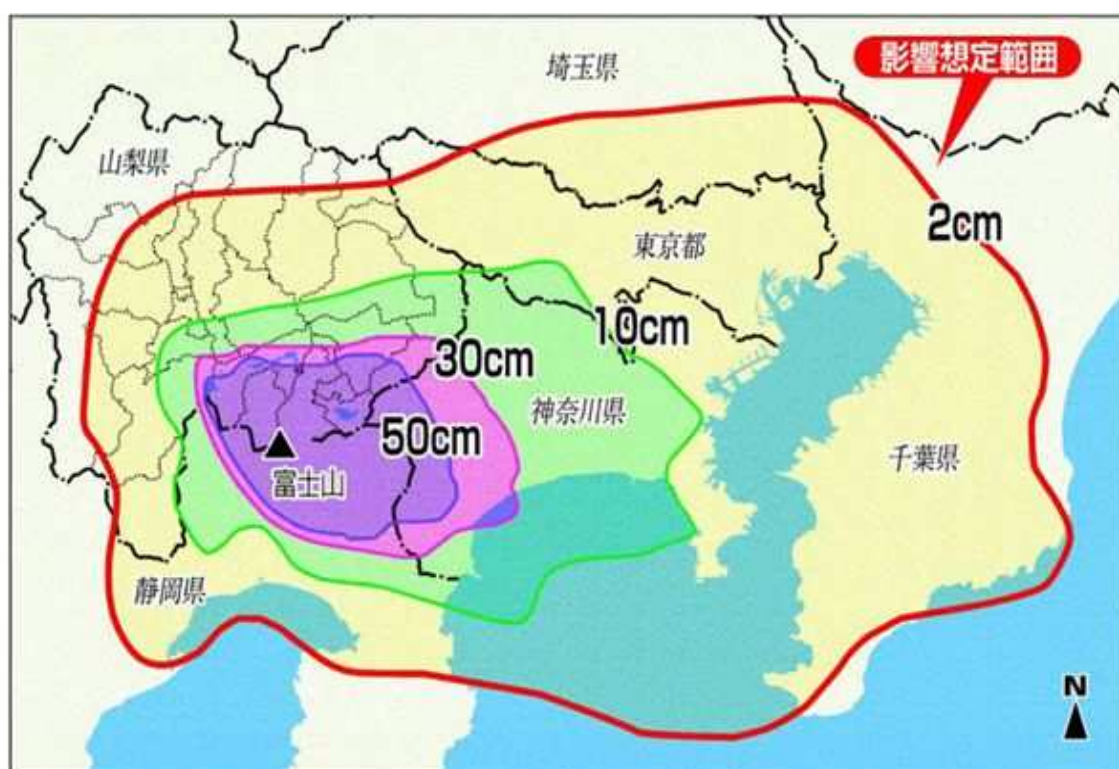 影響想定範囲
埼玉県
山梨県
2cm
東京都
10cm
30cm
神奈川県
50cm
千葉県
富士山
静岡県
N